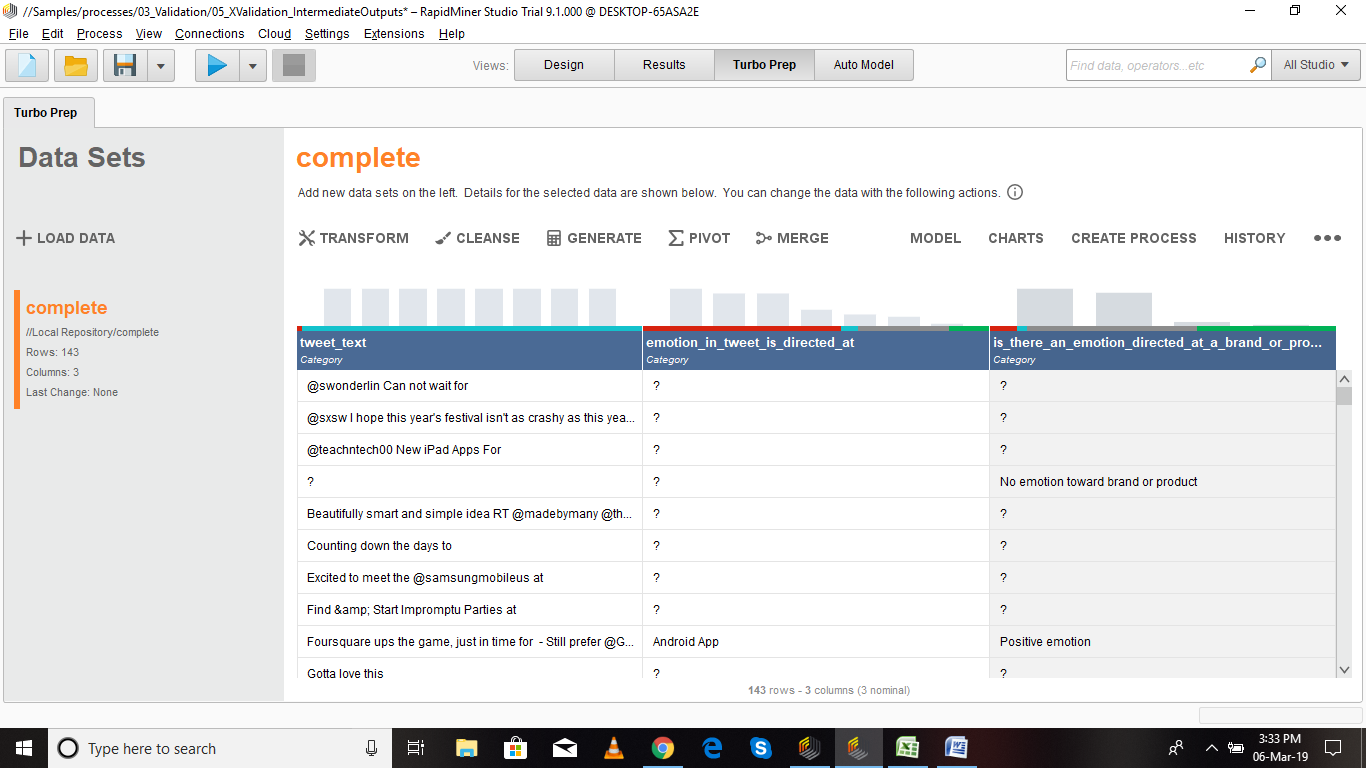 //Samples/processes/03_Validation/05_XValidation_IntermediateOutputs* – RapidMiner Studio Trial 9.1.000 @ DESKTOP-65ASA2E
File Edit Process View Connections Cloud Settings Extensions Help
Views: Design Results Turbo Prep Auto Model Find data, operators...etc All Studio
Turbo Prep
Data Sets
complete
Add new data sets on the left. Details for the selected data are shown below. You can change the data with the following actions.
LOAD DATA
TRANSFORM CLEANSE GENERATE PIVOT MERGE MODEL CHARTS CREATE PROCESS HISTORY
complete
//Local Repository/complete
Rows: 143
Columns: 3
Last Change: None
tweet_text emotion_in_tweet_is_directed_at is_there_an_emotion_directed_at_a_brand_or_pro...
Category Category Category
@swonderlin Can not wait for ? ?
@sxsw I hope this year's festival isn't as crashy as this yea... ? ?
@teachntech00 New iPad Apps For ? ?
? ? No emotion toward brand or product
Beautifully smart and simple idea RT @madebymany @th... ? ?
Counting down the days to ? ?
Excited to meet the @samsungmobileus at ? ?
Find &amp; Start Impromptu Parties at ? ?
Foursquare ups the game, just in time for - Still prefer @G... Android App Positive emotion
Gotta love this ? ?
143 rows - 3 columns (3 nominal)
Type here to search
3:33 PM
06-Mar-19